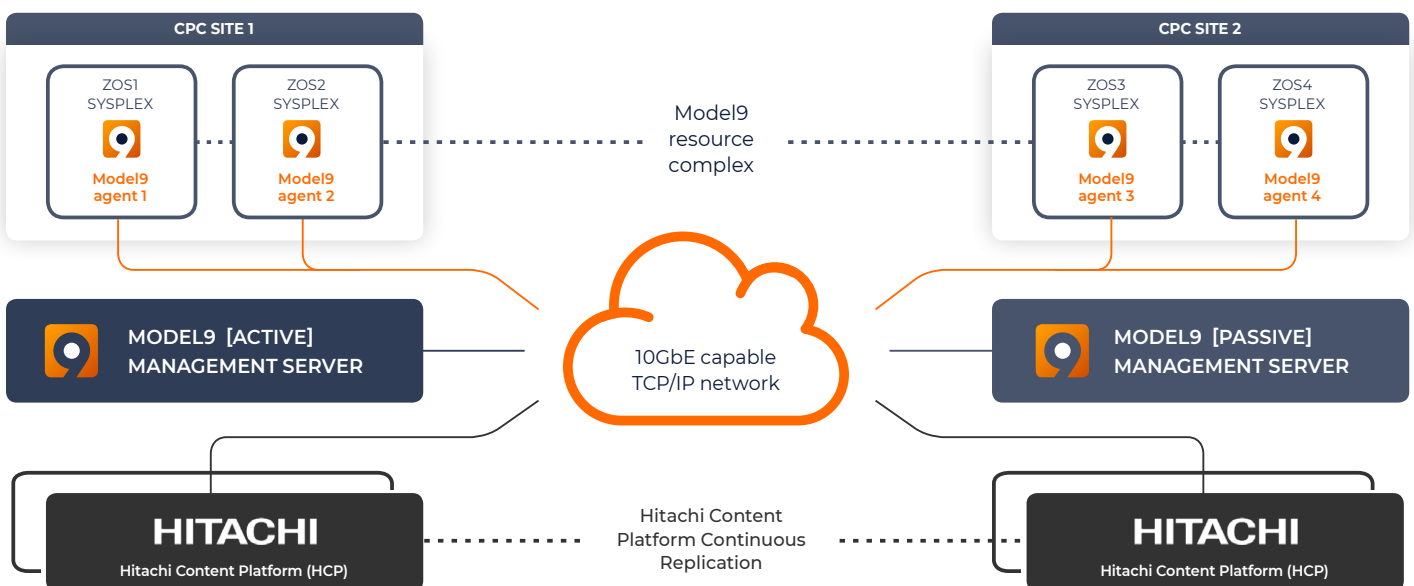 CPC SITE 1
CPC SITE 2
ZOS1
SYSPLEX
Model9
agent 1
ZOS2
SYSPLEX
Model9
agent 2
Model9
resource
complex
ZOS3
SYSPLEX
Model9
agent 3
ZOS4
SYSPLEX
Model9
agent 4
MODEL9 [ACTIVE]
MANAGEMENT SERVER
10GbE capable
TCP/IP network
MODEL9 [PASSIVE]
MANAGEMENT SERVER
HITACHI
Hitachi Content Platform (HCP)
Hitachi Content
Platform Continuous
Replication
HITACHI
Hitachi Content Platform (HCP)